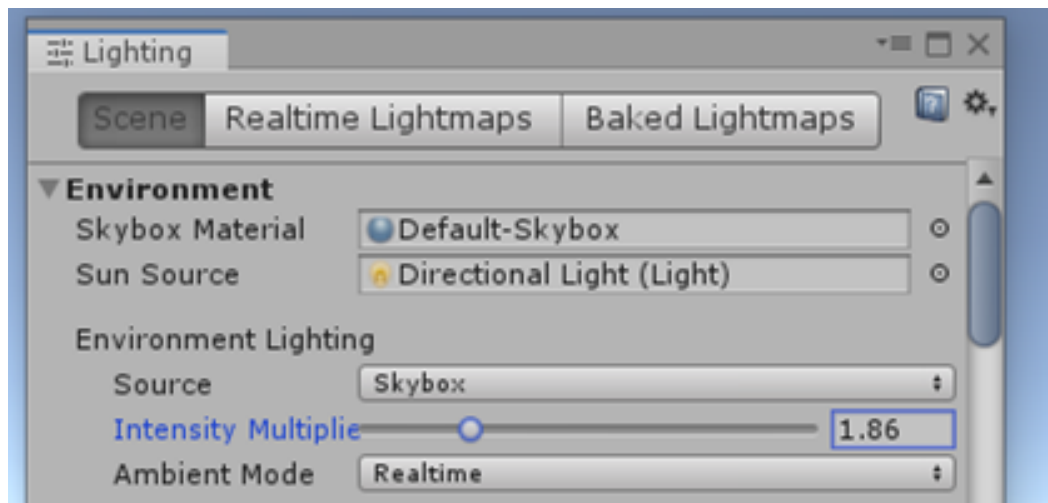 Lighting
Scene Realtime Lightmaps Baked Lightmaps
Environment
Skybox Material Default-Skybox
Sun Source Directional Light (Light)
Environment Lighting
Source Skybox
Intensity Multiplie 1.86
Ambient Mode Realtime